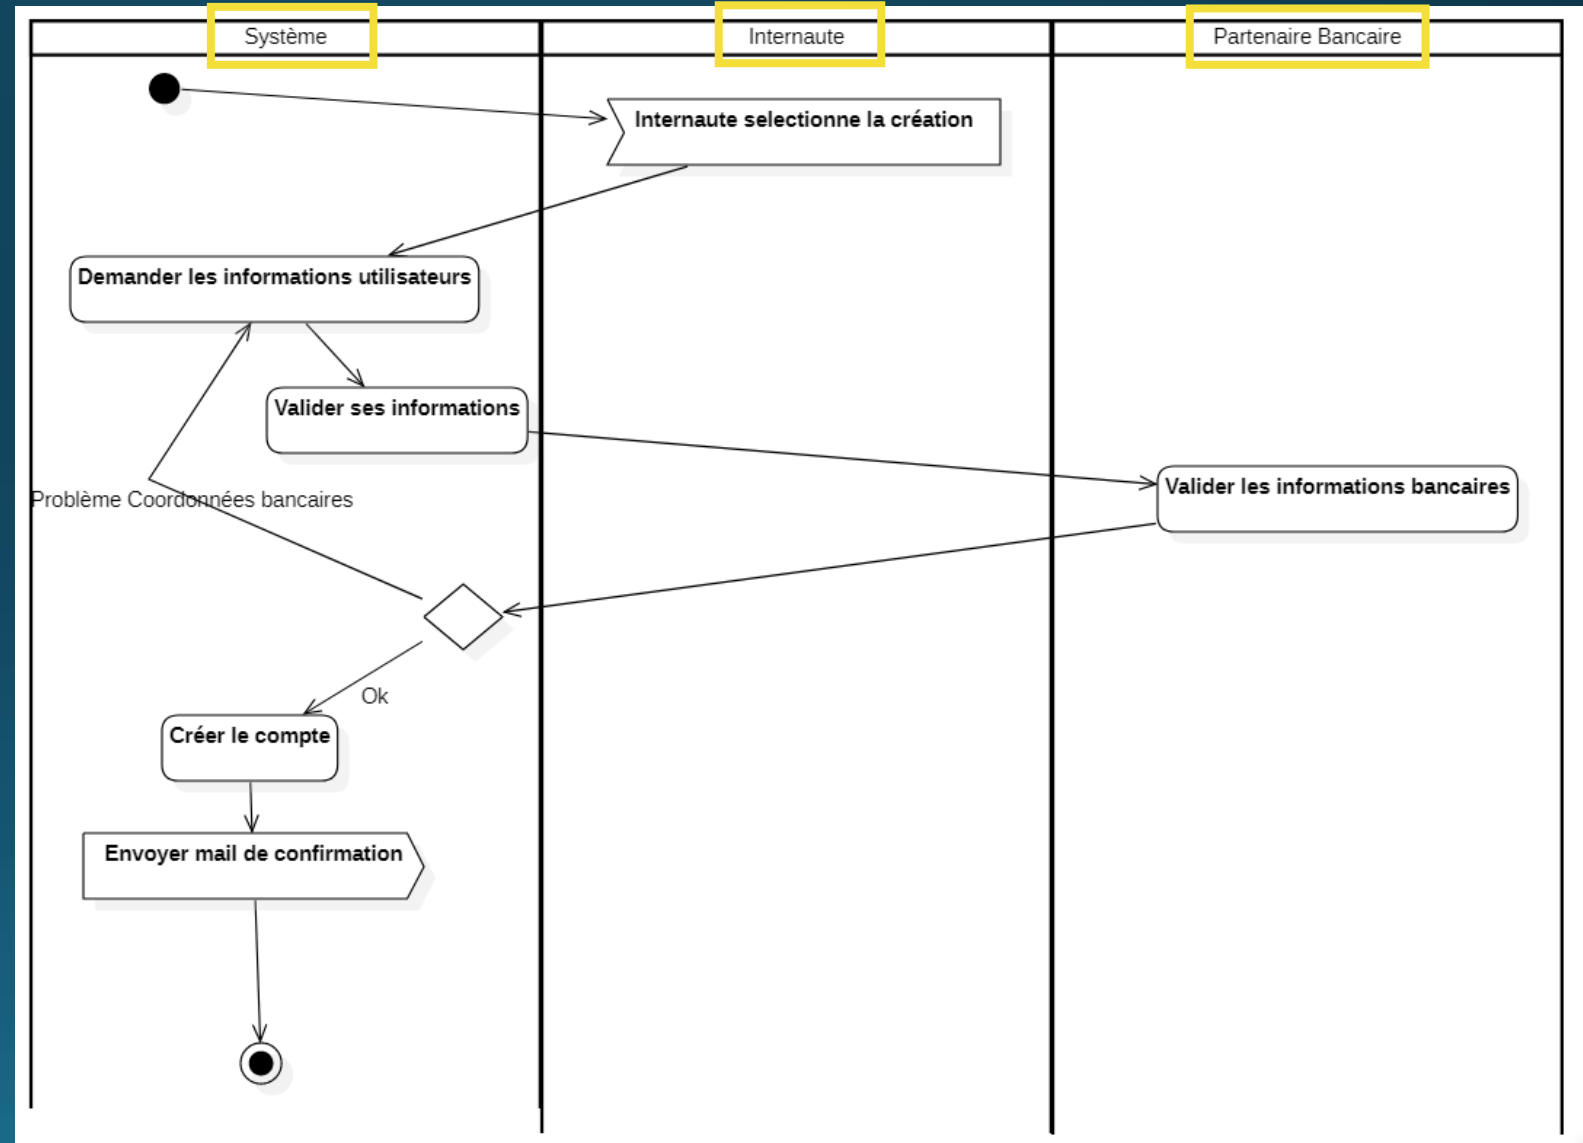 Système
Internaute
Partenaire Bancaire
Internaute selectionne la création
Demander les informations utilisateurs
Valider ses informations
Valider les informations bancaires
Problème Coordonnées bancaires
Ok
Créer le compte
Envoyer mail de confirmation